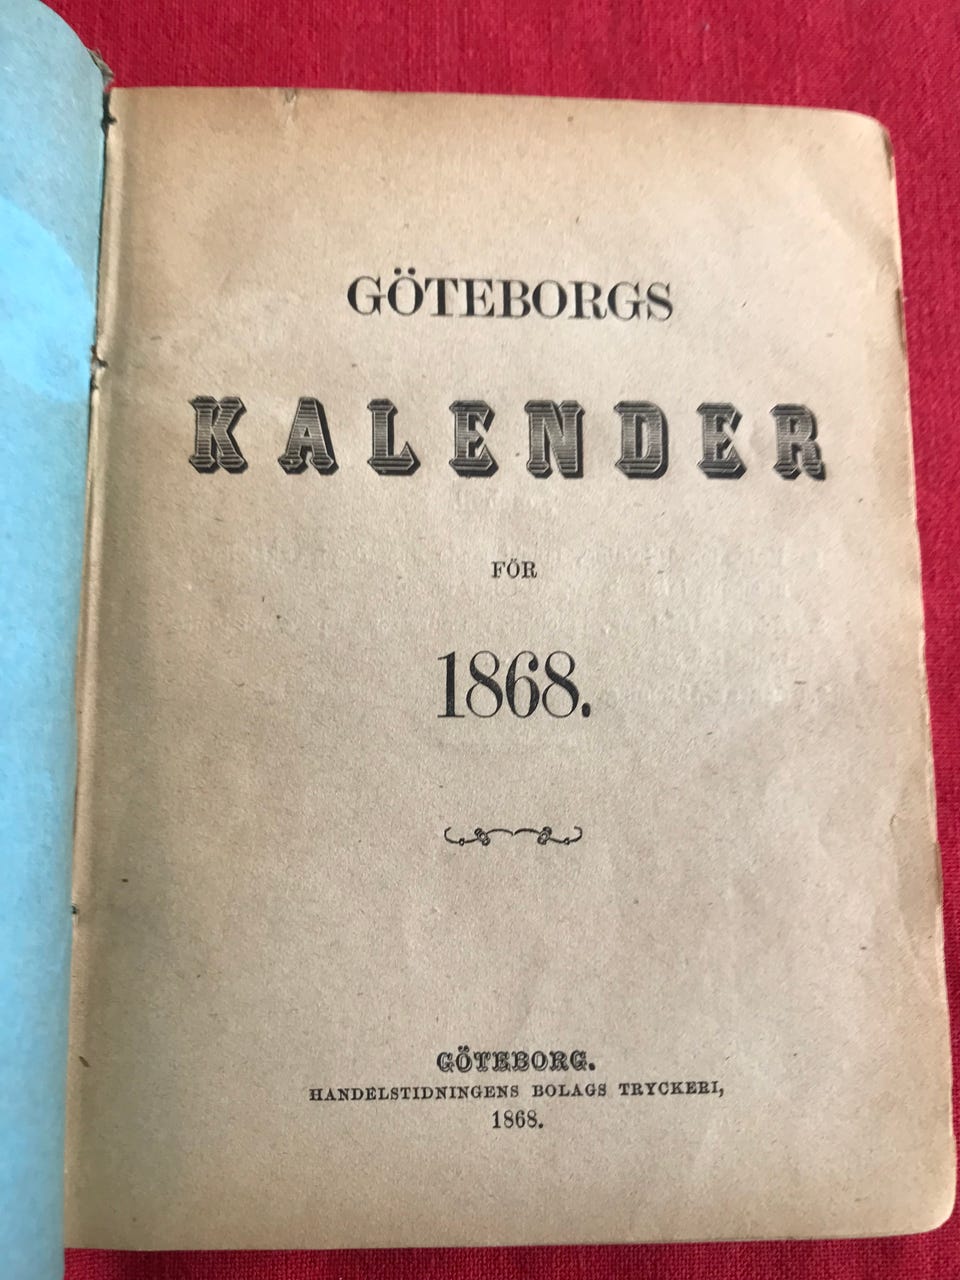 GÖTEBORGS
KALENDER
FÖR
1868.
GÖTEBORG.
HANDELSTIDNINGENS BOLAGS TRYCKERI,
1868.